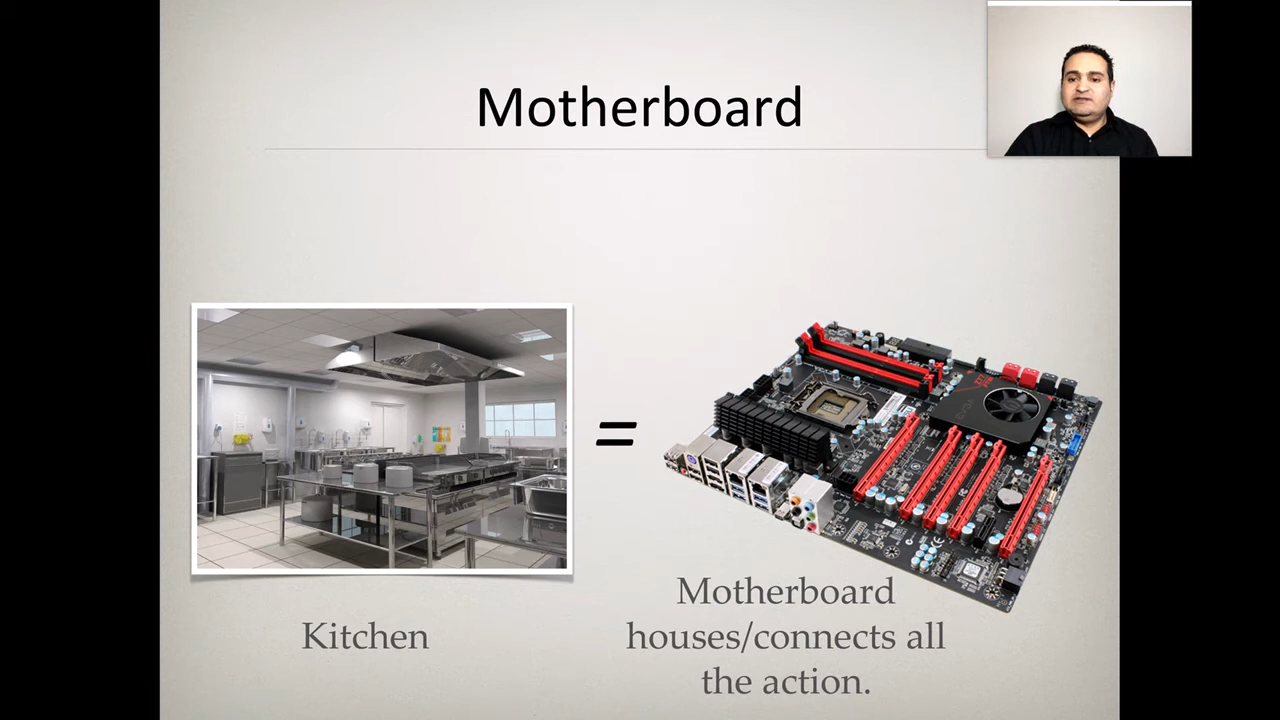 Motherboard
=
Kitchen
Motherboard
houses/connects all
the action.